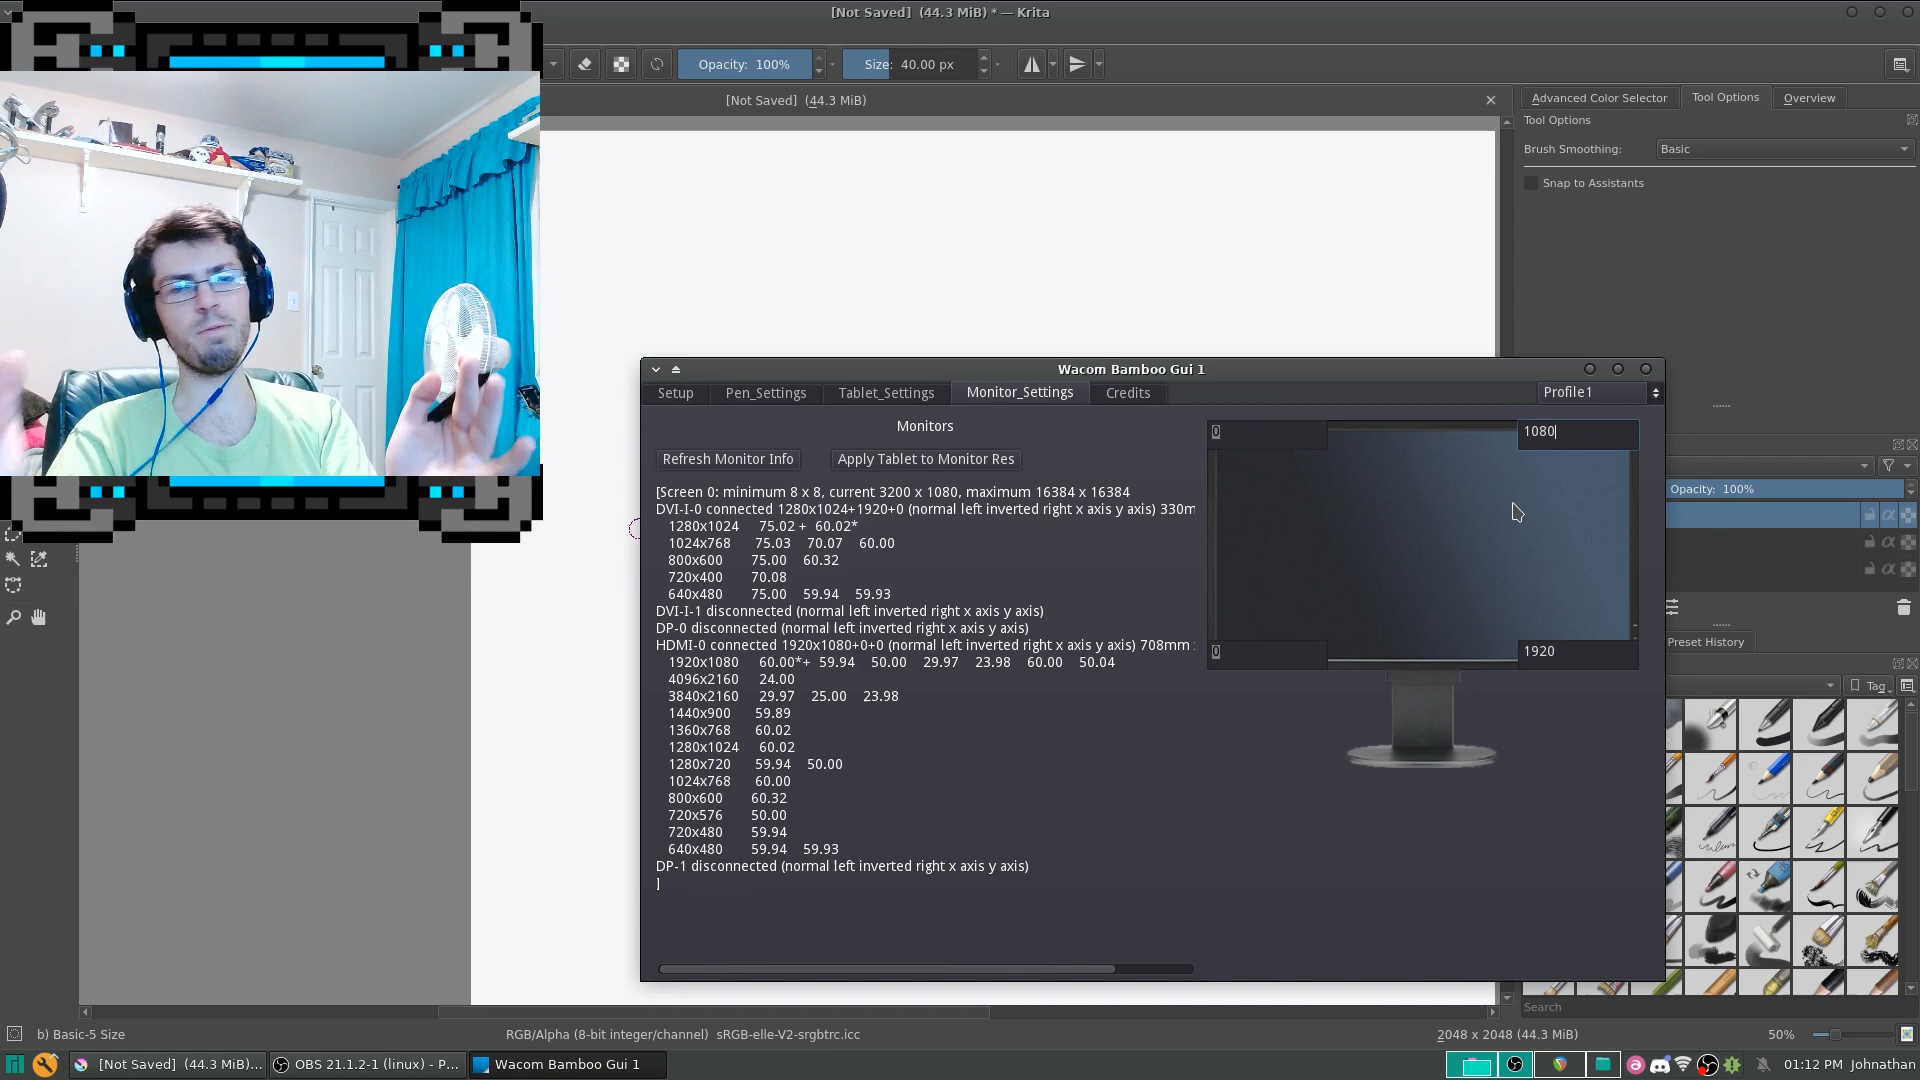 [Not Saved]  (44.3 MiB) * — Krita
Opacity:  100%
Size:  40.00 px
[Not Saved]  (44.3 MiB)
Advanced Color Selector
Tool Options
Overview
Tool Options
Brush Smoothing:
Basic
Snap to Assistants
Wacom Bamboo Gui 1
Setup
Pen_Settings
Tablet_Settings
Monitor_Settings
Credits
Profile1
Monitors
Refresh Monitor Info
Apply Tablet to Monitor Res
[Screen 0: minimum 8 x 8, current 3200 x 1080, maximum 16384 x 16384
DVI-I-0 connected 1280x1024+1920+0 (normal left inverted right x axis y axis) 330m
1280x1024 75.02 + 60.02*
1024x768 75.03 70.07 60.00
800x600 75.00 60.32
720x400 70.08
640x480 75.00 59.94 59.93
DVI-I-1 disconnected (normal left inverted right x axis y axis)
DP-0 disconnected (normal left inverted right x axis y axis)
HDMI-0 connected 1920x1080+0+0 (normal left inverted right x axis y axis) 708mm
1920x1080 60.00*+ 59.94 50.00 29.97 23.98 60.00 50.04
4096x2160 24.00
3840x2160 29.97 25.00 23.98
1440x900 59.89
1360x768 60.02
1280x1024 60.02
1280x720 59.94 50.00
1024x768 60.00
800x600 60.32
720x576 50.00
720x480 59.94
640x480 59.94 59.93
DP-1 disconnected (normal left inverted right x axis y axis)
]
0
1080
0
1920
Opacity:  100%
Preset History
Tag
Search
b) Basic-5 Size
RGB/Alpha (8-bit integer/channel)  sRGB-elle-V2-srgbtrc.icc
2048 x 2048 (44.3 MiB)
50%
[Not Saved]  (44.3 MiB)...
OBS 21.1.2-1 (linux) - P...
Wacom Bamboo Gui 1
01:12 PM
Johnathan